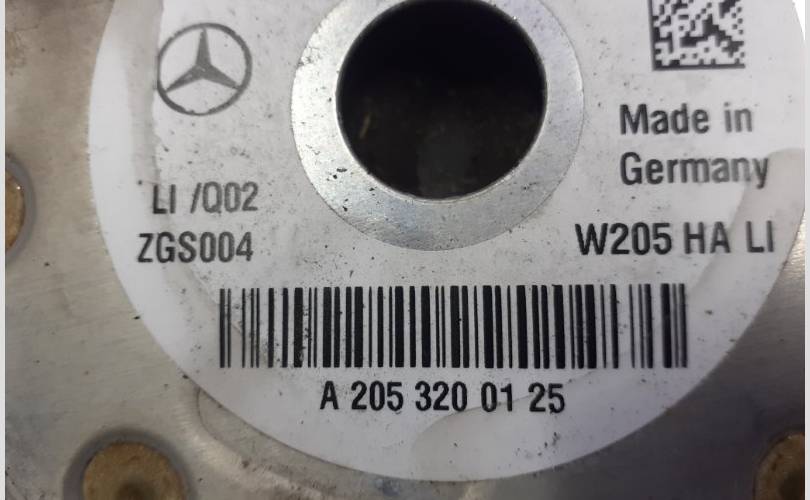 Made in
Germany
LI /Q02
ZGS004
W205 HA LI
A 205 320 01 25